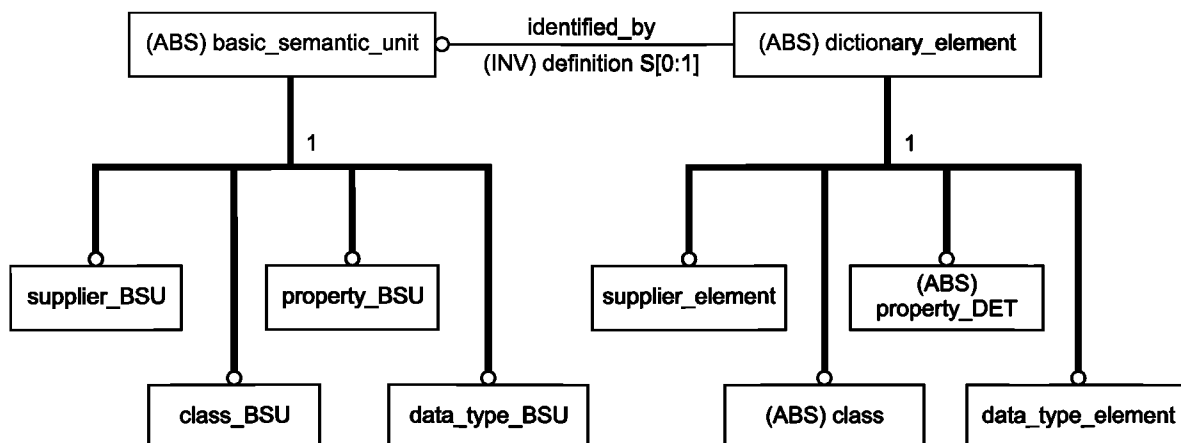 (ABS) basic_semantic_unit
identified_by
(INV) definition S[0:1]
(ABS) dictionary_element
1
1
supplier_BSU
property_BSU
supplier_element
(ABS)
property_DET
class_BSU
data_type_BSU
(ABS) class
data_type_element